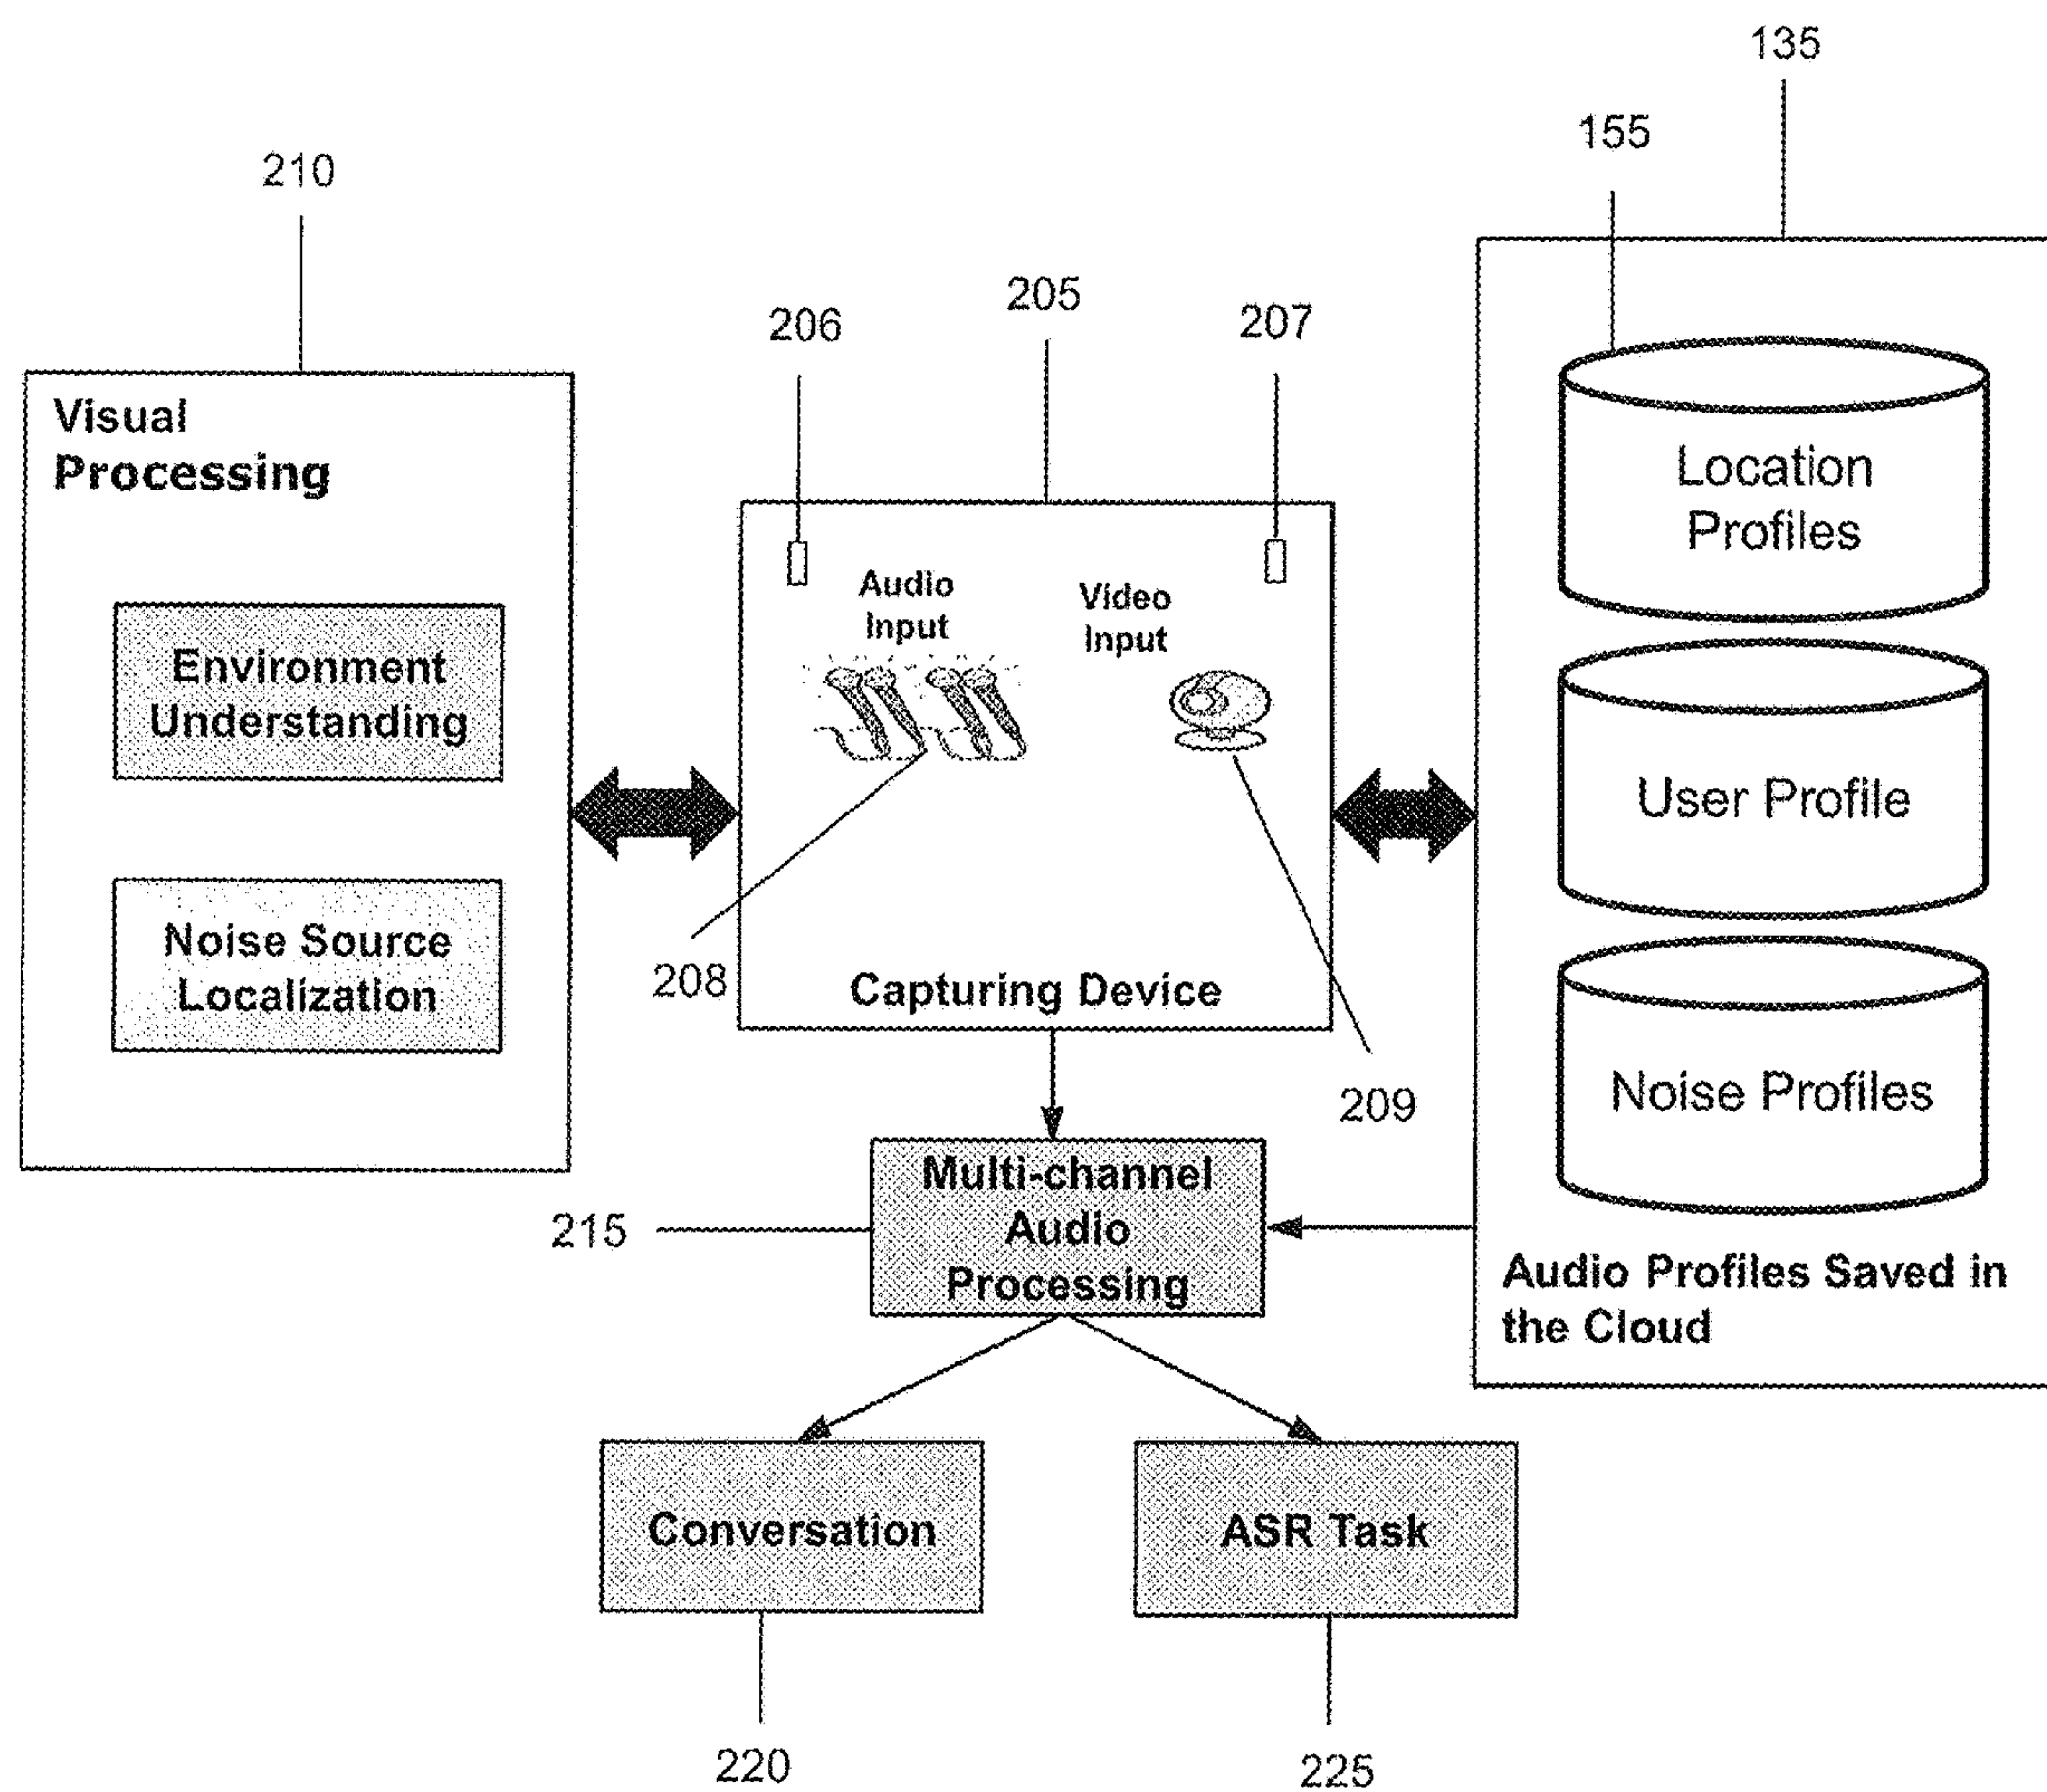 135
155
210
205
206
207
Visual
Processing
Environment
Understanding
Noise Source
Localization
Audio
Input
Video
Input
208
Capturing Device
209
Location
Profiles
User Profile
Noise Profiles
Audio Profiles Saved in
the Cloud
215
Multi-channel
Audio
Processing
Conversation
ASR Task
220
225